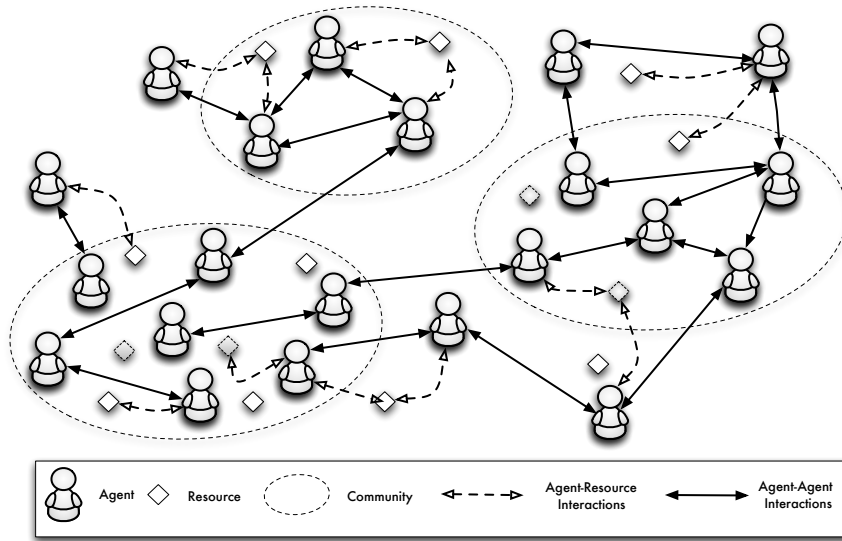 Agent
Resource
Community
Agent-Resource
Interactions
Agent-Agent
Interactions